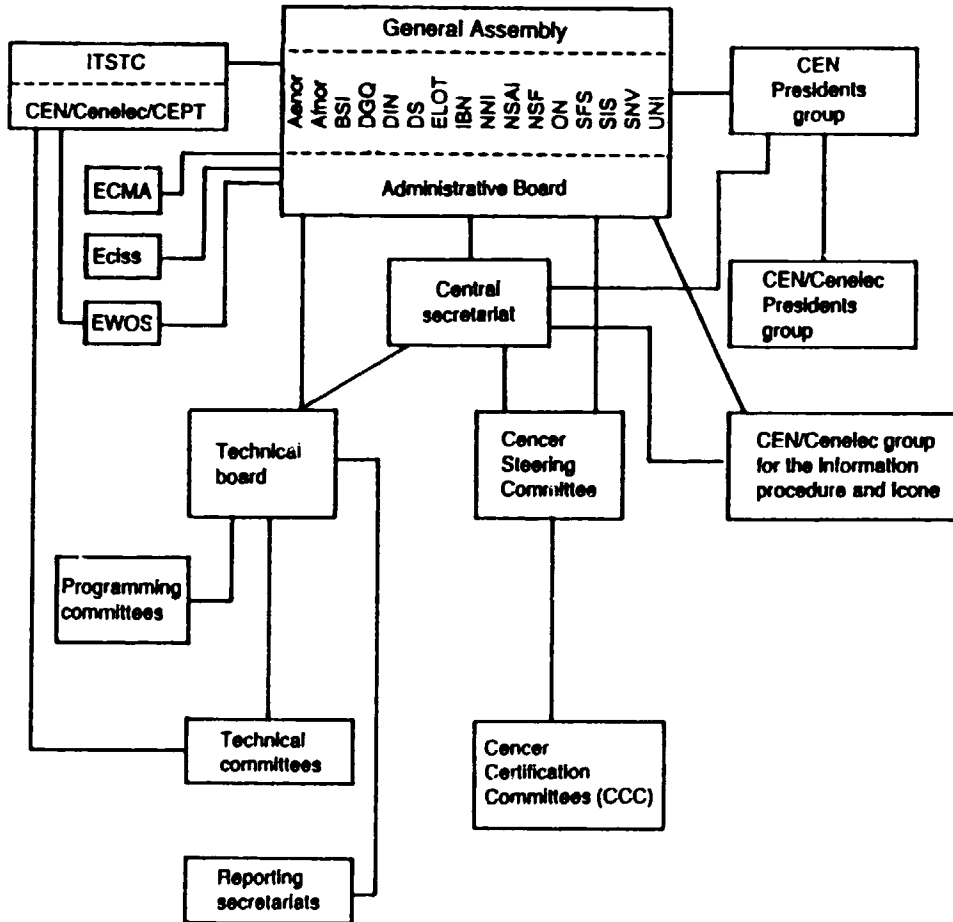 General Assembly
ITSTC
CEN/Cenelec/CEPT
Aenor
Afnor
BSI
DGQ
DIN
DS
ELOT
IBN
NNI
NSAI
NSF
ON
SFS
SIS
SNV
UNI
CEN
Presidents
group
Administrative Board
ECMA
Eciss
EWOS
Central
secretariat
CEN/Cenelec
Presidents
group
Technical
board
Cencer
Steering
Committee
CEN/Cenelec group
for the information
procedure and Icone
Programming
committees
Technical
committees
Cencer
Certification
Committees (CCC)
Reporting
secretariats